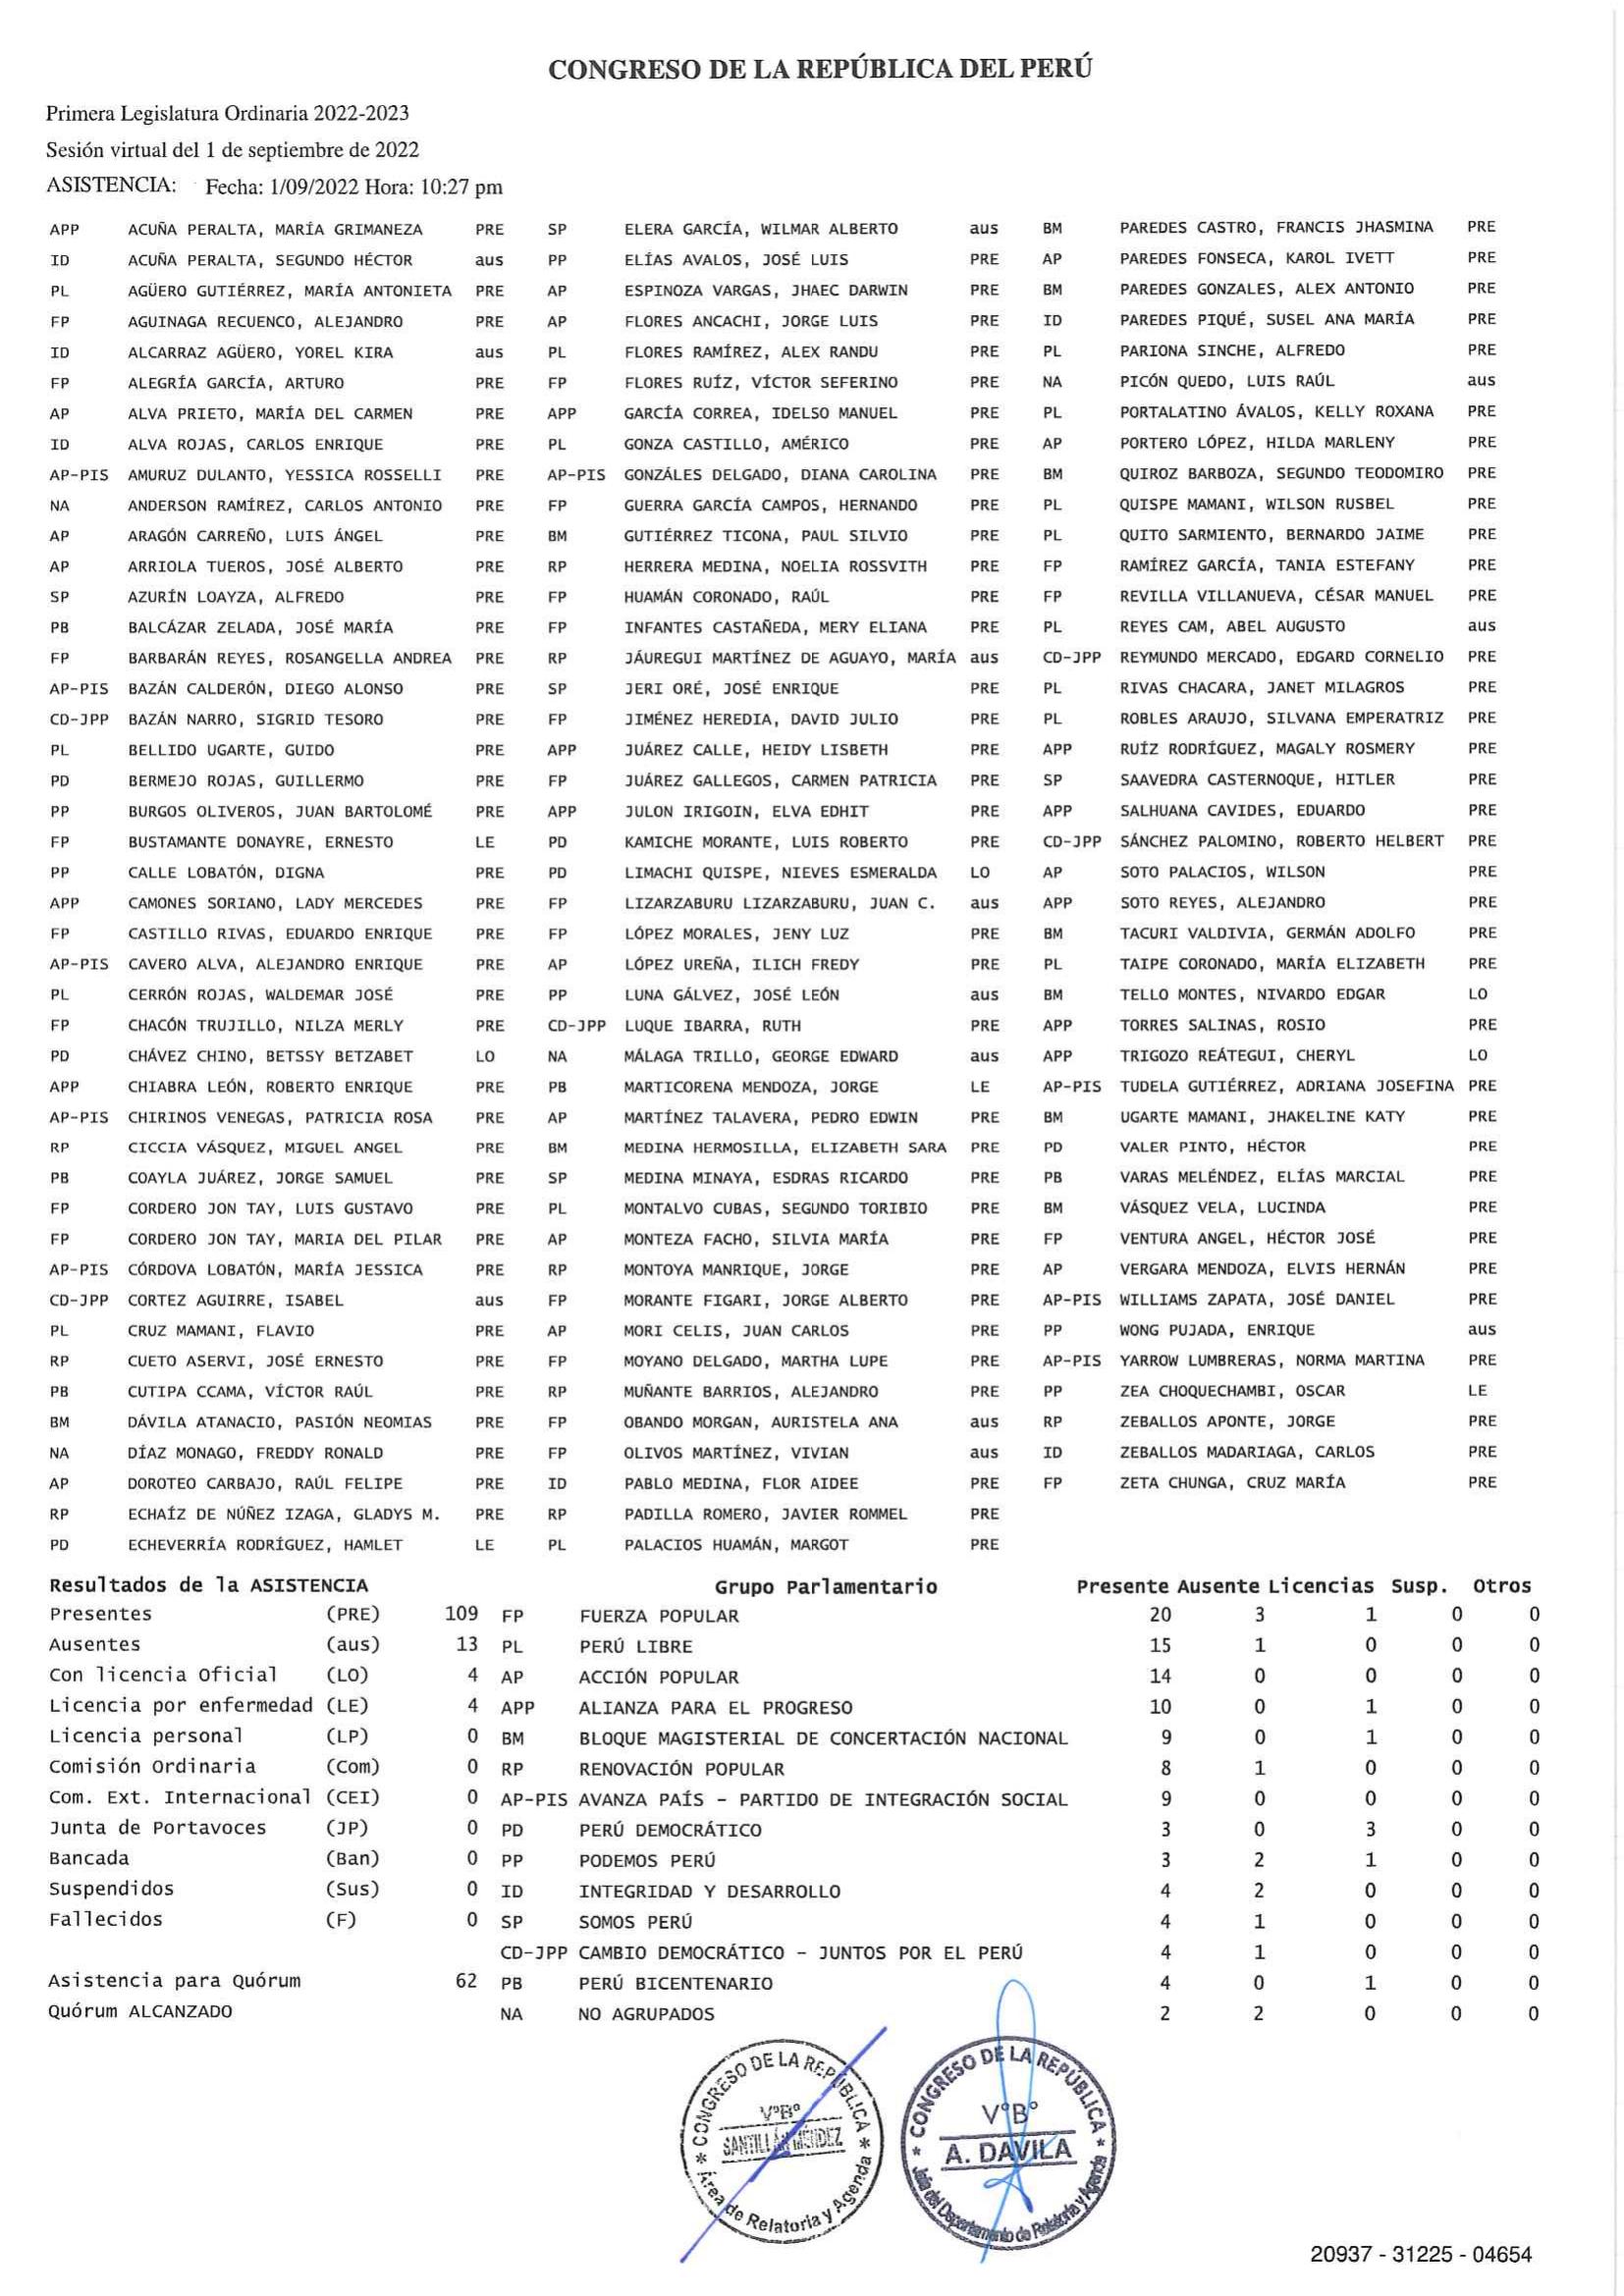 CONGRESO DE LA REPÚBLICA DEL PERÚ
Primera Legislatura Ordinaria 2022-2023
Sesión virtual del 1 de septiembre de 2022
ASISTENCIA: Fecha: 1/09/2022 Hora: 10:27 pm
APP ACUÑA PERALTA, MARÍA GRIMANEZA PRE SP ELERA GARCÍA, WILMAR ALBERTO aus BM PAREDES CASTRO, FRANCIS JHASMINA PRE
ID ACUÑA PERALTA, SEGUNDO HÉCTOR aus PP ELÍAS AVALOS, JOSÉ LUIS PRE AP PAREDES FONSECA, KAROL IVETT PRE
PL AGÜERO GUTIÉRREZ, MARÍA ANTONIETA PRE AP ESPINOZA VARGAS, JHAEC DARWIN PRE BM PAREDES GONZALES, ALEX ANTONIO PRE
FP AGUINAGA RECUENCO, ALEJANDRO PRE AP FLORES ANCACHI, JORGE LUIS PRE ID PAREDES PIQUÉ, SUSEL ANA MARÍA PRE
ID ALCARRAZ AGÜERO, YOREL KIRA aus PL FLORES RAMÍREZ, ALEX RANDU PRE PL PARIONA SINCHE, ALFREDO PRE
FP ALEGRÍA GARCÍA, ARTURO PRE FP FLORES RUÍZ, VÍCTOR SEFERINO PRE NA PICÓN QUEDO, LUIS RAÚL aus
AP ALVA PRIETO, MARÍA DEL CARMEN PRE APP GARCÍA CORREA, IDELSO MANUEL PRE PL PORTALATINO ÁVALOS, KELLY ROXANA PRE
ID ALVA ROJAS, CARLOS ENRIQUE PRE PL GONZA CASTILLO, AMÉRICO PRE AP PORTERO LÓPEZ, HILDA MARLENY PRE
AP-PIS AMURUZ DULANTO, YESSICA ROSSELLI PRE AP-PIS GONZÁLES DELGADO, DIANA CAROLINA PRE BM QUIROZ BARBOZA, SEGUNDO TEODOMIRO PRE
NA ANDERSON RAMÍREZ, CARLOS ANTONIO PRE FP GUERRA GARCÍA CAMPOS, HERNANDO PRE PL QUISPE MAMANI, WILSON RUSBEL PRE
AP ARAGÓN CARREÑO, LUIS ÁNGEL PRE BM GUTIÉRREZ TICONA, PAUL SILVIO PRE PL QUITO SARMIENTO, BERNARDO JAIME PRE
AP ARRIOLA TUEROS, JOSÉ ALBERTO PRE RP HERRERA MEDINA, NOELIA ROSSVITH PRE FP RAMÍREZ GARCÍA, TANIA ESTEFANY PRE
SP AZURÍN LOAYZA, ALFREDO PRE FP HUAMÁN CORONADO, RAÚL PRE FP REVILLA VILLANUEVA, CÉSAR MANUEL PRE
PB BALCÁZAR ZELADA, JOSÉ MARÍA PRE FP INFANTES CASTAÑEDA, MERY ELIANA PRE PL REYES CAM, ABEL AUGUSTO aus
FP BARBARÁN REYES, ROSANGELLA ANDREA PRE RP JÁUREGUI MARTÍNEZ DE AGUAYO, MARÍA aus CD-JPP REYMUNDO MERCADO, EDGARD CORNELIO PRE
AP-PIS BAZÁN CALDERÓN, DIEGO ALONSO PRE SP JERI ORÉ, JOSÉ ENRIQUE PRE PL RIVAS CHACARA, JANET MILAGROS PRE
CD-JPP BAZÁN NARRO, SIGRID TESORO PRE FP JIMÉNEZ HEREDIA, DAVID JULIO PRE PL ROBLES ARAUJO, SILVANA EMPERATRIZ PRE
PL BELLIDO UGARTE, GUIDO PRE APP JUÁREZ CALLE, HEIDY LISBETH PRE APP RUÍZ RODRÍGUEZ, MAGALY ROSMERY PRE
PD BERMEJO ROJAS, GUILLERMO PRE FP JUÁREZ GALLEGOS, CARMEN PATRICIA PRE SP SAAVEDRA CASTERNOQUE, HITLER PRE
PP BURGOS OLIVEROS, JUAN BARTOLOMÉ PRE APP JULON IRIGOIN, ELVA EDHIT PRE APP SALHUANA CAVIDES, EDUARDO PRE
FP BUSTAMANTE DONAYRE, ERNESTO LE PD KAMICHE MORANTE, LUIS ROBERTO PRE CD-JPP SÁNCHEZ PALOMINO, ROBERTO HELBERT PRE
PP CALLE LOBATÓN, DIGNA PRE PD LIMACHI QUISPE, NIEVES ESMERALDA LO AP SOTO PALACIOS, WILSON PRE
APP CAMONES SORIANO, LADY MERCEDES PRE FP LIZARZABURU LIZARZABURU, JUAN C. aus APP SOTO REYES, ALEJANDRO PRE
FP CASTILLO RIVAS, EDUARDO ENRIQUE PRE FP LÓPEZ MORALES, JENY LUZ PRE BM TACURI VALDIVIA, GERMÁN ADOLFO PRE
AP-PIS CAVERO ALVA, ALEJANDRO ENRIQUE PRE AP LÓPEZ UREÑA, ILICH FREDY PRE PL TAIPE CORONADO, MARÍA ELIZABETH PRE
PL CERRÓN ROJAS, WALDEMAR JOSÉ PRE PP LUNA GÁLVEZ, JOSÉ LEÓN aus BM TELLO MONTES, NIVARDO EDGAR LO
FP CHACÓN TRUJILLO, NILZA MERLY PRE CD-JPP LUQUE IBARRA, RUTH PRE APP TORRES SALINAS, ROSIO PRE
PD CHÁVEZ CHINO, BETSSY BETZABET LO NA MÁLAGA TRILLO, GEORGE EDWARD aus APP TRIGOZO REÁTEGUI, CHERYL LO
APP CHIABRA LEÓN, ROBERTO ENRIQUE PRE PB MARTICORENA MENDOZA, JORGE LE AP-PIS TUDELA GUTIÉRREZ, ADRIANA JOSEFINA PRE
AP-PIS CHIRINOS VENEGAS, PATRICIA ROSA PRE AP MARTÍNEZ TALAVERA, PEDRO EDWIN PRE BM UGARTE MAMANI, JHAKELINE KATY PRE
RP CICCIA VÁSQUEZ, MIGUEL ANGEL PRE BM MEDINA HERMOSILLA, ELIZABETH SARA PRE PD VALER PINTO, HÉCTOR PRE
PB COAYLA JUÁREZ, JORGE SAMUEL PRE SP MEDINA MINAYA, ESDRAS RICARDO PRE PB VARAS MELÉNDEZ, ELÍAS MARCIAL PRE
FP CORDERO JON TAY, LUIS GUSTAVO PRE PL MONTALVO CUBAS, SEGUNDO TORIBIO PRE BM VÁSQUEZ VELA, LUCINDA PRE
FP CORDERO JON TAY, MARIA DEL PILAR PRE AP MONTEZA FACHO, SILVIA MARÍA PRE FP VENTURA ANGEL, HÉCTOR JOSÉ PRE
AP-PIS CÓRDOVA LOBATÓN, MARÍA JESSICA PRE RP MONTOYA MANRIQUE, JORGE PRE AP VERGARA MENDOZA, ELVIS HERNÁN PRE
CD-JPP CORTEZ AGUIRRE, ISABEL aus FP MORANTE FIGARI, JORGE ALBERTO PRE AP-PIS WILLIAMS ZAPATA, JOSÉ DANIEL PRE
PL CRUZ MAMANI, FLAVIO PRE AP MORI CELIS, JUAN CARLOS PRE PP WONG PUJADA, ENRIQUE aus
RP CUETO ASERVI, JOSÉ ERNESTO PRE FP MOYANO DELGADO, MARTHA LUPE PRE AP-PIS YARROW LUMBRERAS, NORMA MARTINA PRE
PB CUTIPA CCAMA, VÍCTOR RAÚL PRE RP MUÑANTE BARRIOS, ALEJANDRO PRE PP ZEA CHOQUECHAMBI, OSCAR LE
BM DÁVILA ATANACIO, PASIÓN NEOMIAS PRE FP OBANDO MORGAN, AURISTELA ANA aus RP ZEBALLOS APONTE, JORGE PRE
NA DÍAZ MONAGO, FREDDY RONALD PRE FP OLIVOS MARTÍNEZ, VIVIAN aus ID ZEBALLOS MADARIAGA, CARLOS PRE
AP DOROTEO CARBAJO, RAÚL FELIPE PRE ID PABLO MEDINA, FLOR AIDEE PRE FP ZETA CHUNGA, CRUZ MARÍA PRE
RP ECHAÍZ DE NÚÑEZ IZAGA, GLADYS M. PRE RP PADILLA ROMERO, JAVIER ROMMEL PRE
PD ECHEVERRÍA RODRÍGUEZ, HAMLET LE PL PALACIOS HUAMÁN, MARGOT PRE
Resultados de la ASISTENCIA Grupo Parlamentario Presente Ausente Licencias Susp. Otros
Presentes (PRE) 109 FP FUERZA POPULAR 20 3 1 0 0
Ausentes (aus) 13 PL PERÚ LIBRE 15 1 0 0 0
Con licencia Oficial (LO) 4 AP ACCIÓN POPULAR 14 0 0 0 0
Licencia por enfermedad (LE) 4 APP ALIANZA PARA EL PROGRESO 10 0 1 0 0
Licencia personal (LP) 0 BM BLOQUE MAGISTERIAL DE CONCERTACIÓN NACIONAL 9 0 1 0 0
Comisión Ordinaria (Com) 0 RP RENOVACIÓN POPULAR 8 1 0 0 0
Com. Ext. Internacional (CEI) 0 AP-PIS AVANZA PAÍS – PARTIDO DE INTEGRACIÓN SOCIAL 9 0 0 0 0
Junta de Portavoces (JP) 0 PD PERÚ DEMOCRÁTICO 3 0 3 0 0
Bancada (Ban) 0 PP PODEMOS PERÚ 3 2 1 0 0
Suspendidos (Sus) 0 ID INTEGRIDAD Y DESARROLLO 4 2 0 0 0
Fallecidos (F) 0 SP SOMOS PERÚ 4 1 0 0 0
CD-JPP CAMBIO DEMOCRÁTICO – JUNTOS POR EL PERÚ 4 1 0 0 0
Asistencia para Quórum 62 PB PERÚ BICENTENARIO 4 0 1 0 0
Quórum ALCANZADO NA NO AGRUPADOS 2 2 0 0 0
* CONGRESO DE LA REPÚBLICA *
V°B°
SANTILLÁN MÉNDEZ
Área de Relatoria y Agenda
* CONGRESO DE LA REPÚBLICA *
V°B°
A. DAVILA
Jefa del Departamento de Relatoría y Agenda
20937 - 31225 - 04654